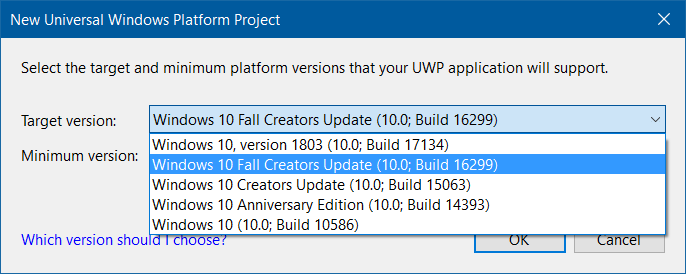 New Universal Windows Platform Project
Select the target and minimum platform versions that your UWP application will support.
Target version: Windows 10 Fall Creators Update (10.0; Build 16299)
Windows 10, version 1803 (10.0; Build 17134)
Minimum version: Windows 10 Fall Creators Update (10.0; Build 16299)
Windows 10 Creators Update (10.0; Build 15063)
Windows 10 Anniversary Edition (10.0; Build 14393)
Windows 10 (10.0; Build 10586)
Which version should I choose? OK Cancel